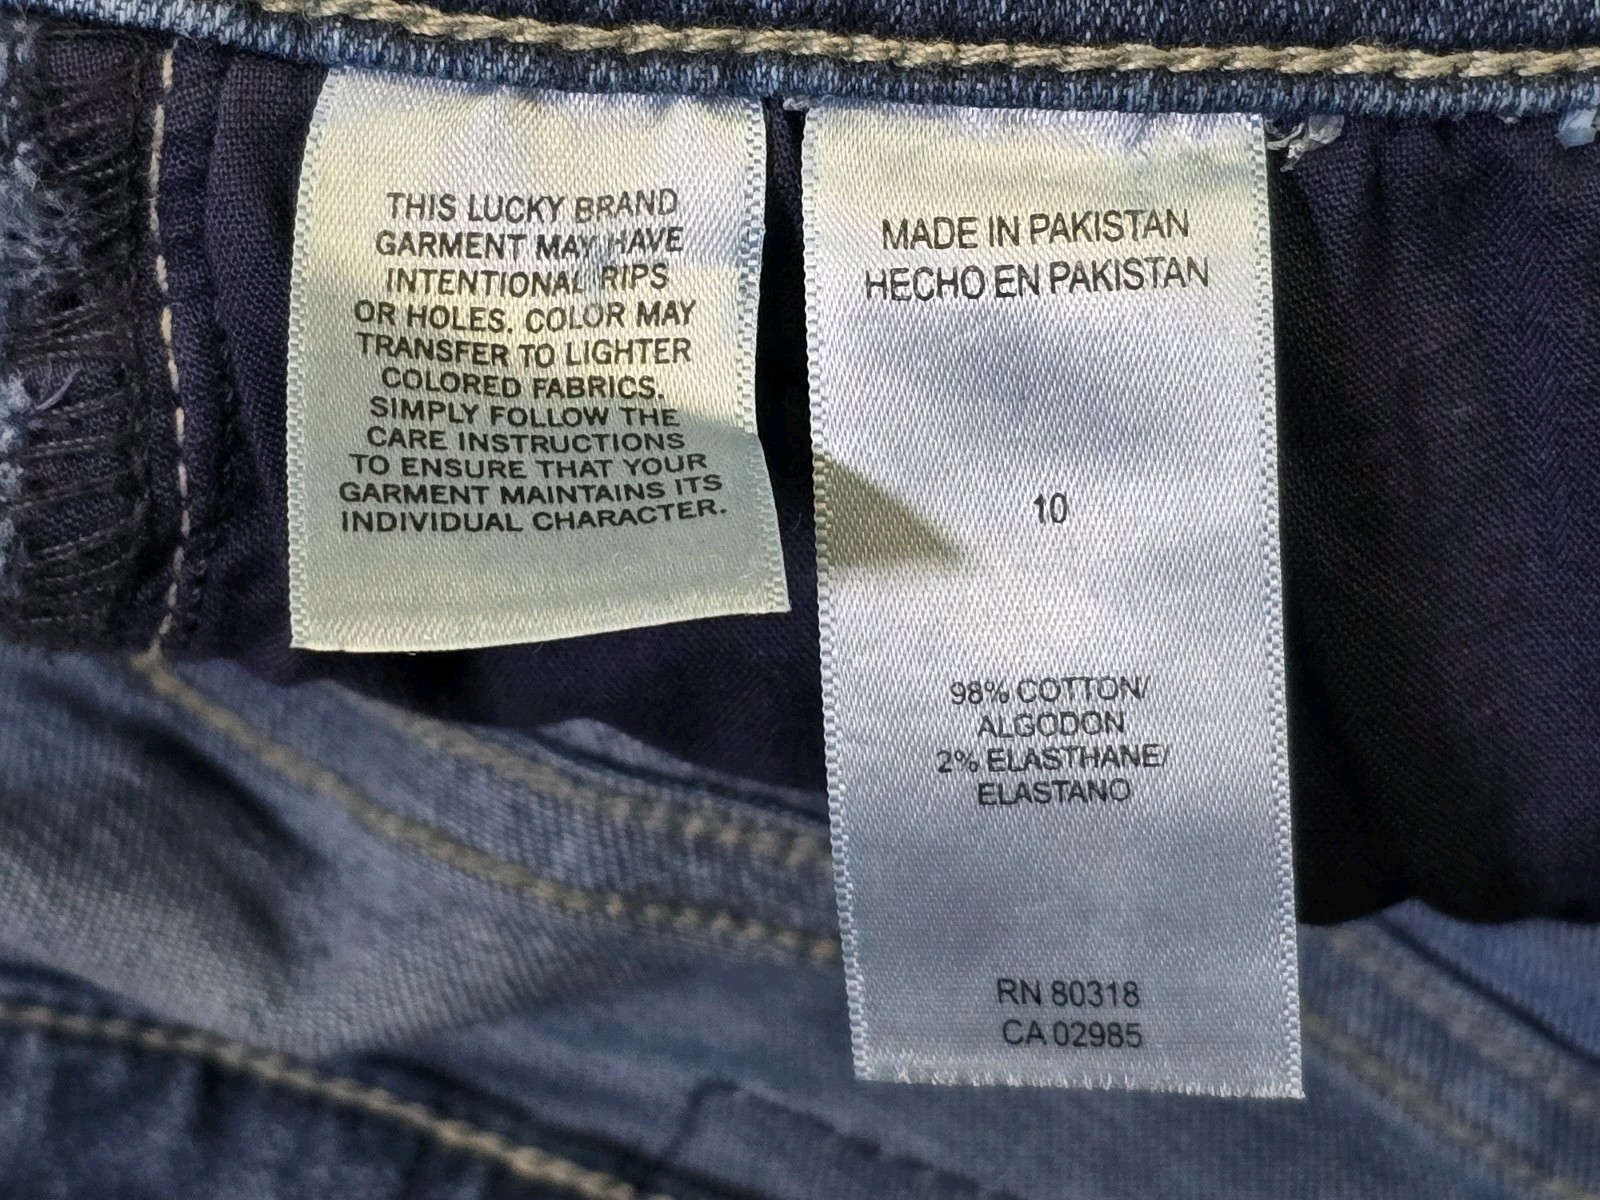 THIS LUCKY BRAND
GARMENT MAY HAVE
INTENTIONAL RIPS
OR HOLES. COLOR MAY
TRANSFER TO LIGHTER
COLORED FABRICS.
SIMPLY FOLLOW THE
CARE INSTRUCTIONS
TO ENSURE THAT YOUR
GARMENT MAINTAINS ITS
INDIVIDUAL CHARACTER.
MADE IN PAKISTAN
HECHO EN PAKISTAN
10
98% COTTON/
ALGODON
2% ELASTHANE/
ELASTANO
RN 80318
CA 02985